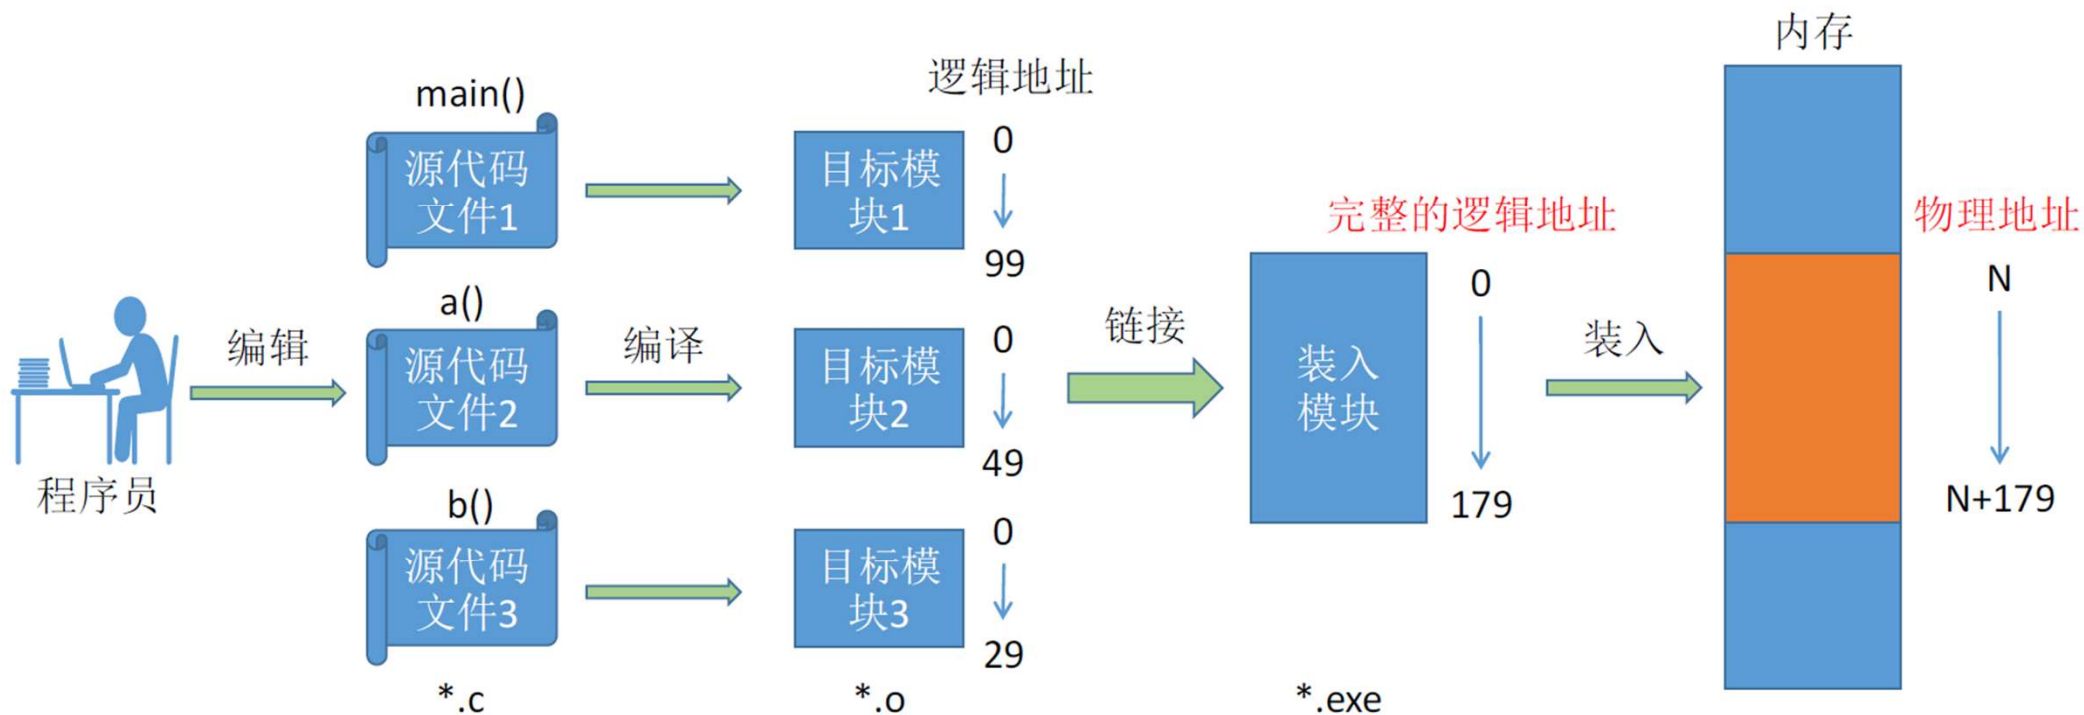 程序员
编辑
main()
源代码
文件1
a()
源代码
文件2
b()
源代码
文件3
*.c
编译
逻辑地址
目标模
块1
0
99
目标模
块2
0
49
目标模
块3
0
29
*.o
链接
完整的逻辑地址
装入
模块
0
179
*.exe
装入
内存
物理地址
N
N+179